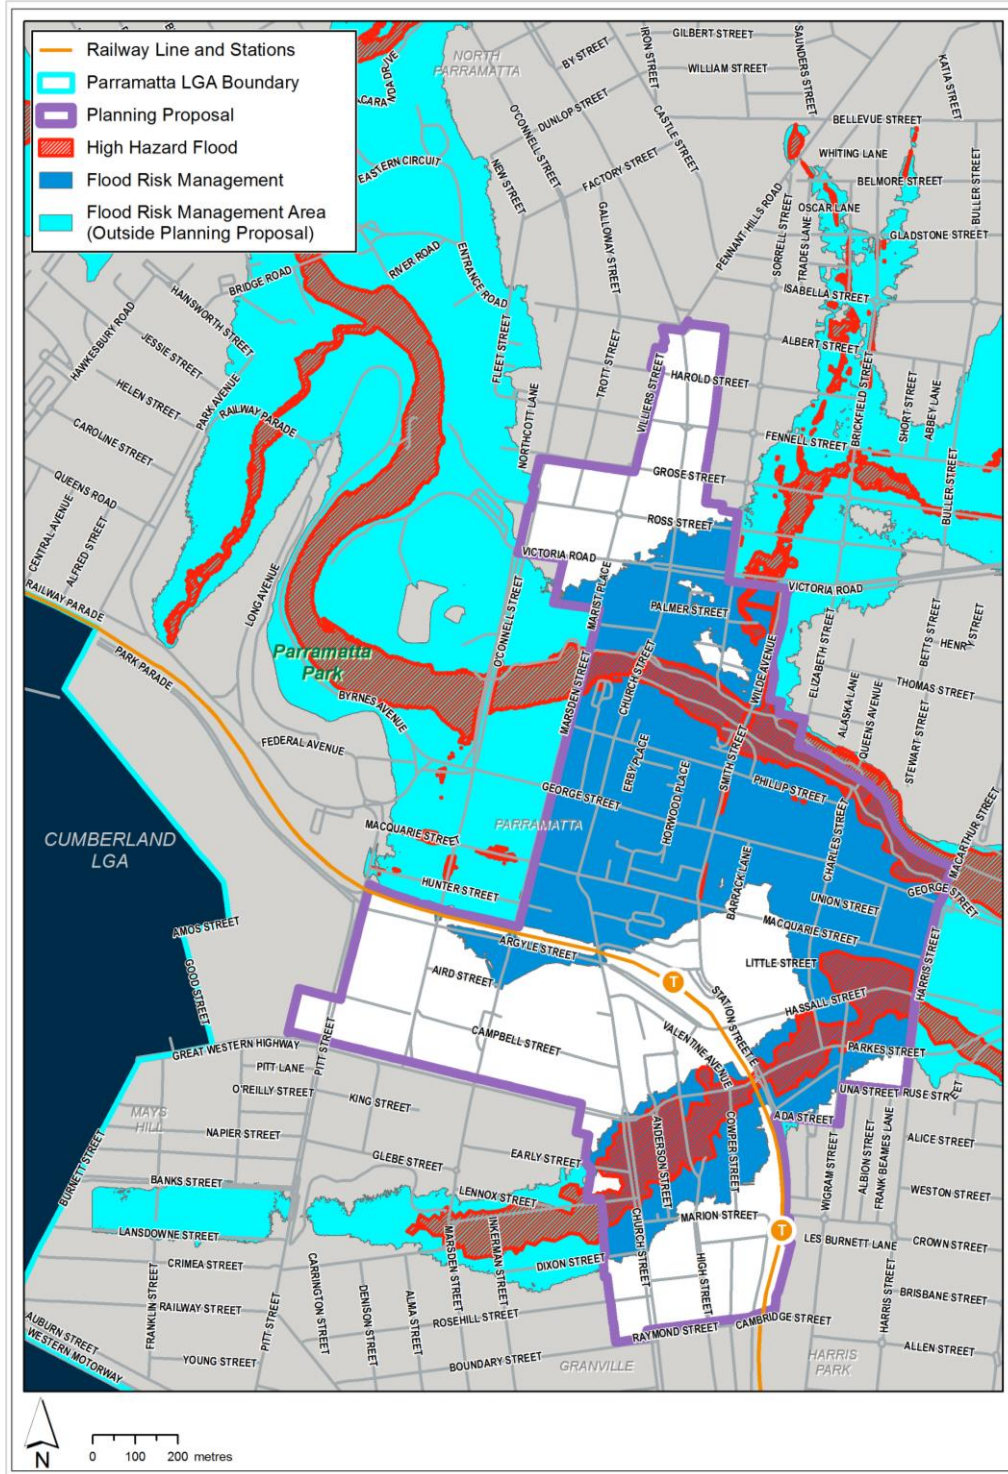 Railway Line and Stations
Parramatta LGA Boundary
Planning Proposal
High Hazard Flood
Flood Risk Management
Flood Risk Management Area
(Outside Planning Proposal)
NORTH
PARRAMATTA
BY STREET
IRON STREET
GILBERT STREET
WILLIAM STREET
SAUNDERS STREET
KATIA STREET
DUNLOP STREET
O'CONNELL STREET
CASTLE STREET
BELLEVUE STREET
WHITING LANE
EASTERN CIRCUIT
NEW STREET
FACTORY STREET
BELMORE STREET
BULLER STREET
PENNANT HILLS ROAD
SORRELL STREET
TRADES LANE
OSCAR LANE
GLADSTONE STREET
GALLOWAY STREET
RIVER ROAD
ENTRANCE ROAD
BRIDGE ROAD
ISABELLA STREET
HAINSWORTH STREET
HAWKESBURY ROAD
JESSIE STREET
FLEET STREET
TROTT STREET
ALBERT STREET
HELEN STREET
PARK AVENUE
HAROLD STREET
VILLIERS STREET
BRICKFIELD STREET
SHORT STREET
ABBEY LANE
RAILWAY PARADE
CAROLINE STREET
NORTHCOTT LANE
FENNELL STREET
GROSE STREET
BULLER STREET
QUEENS ROAD
CENTRAL AVENUE
ALFRED STREET
ROSS STREET
VICTORIA ROAD
VICTORIA ROAD
RAILWAY PARADE
LONG AVENUE
O'CONNELL STREET
MARIST PLACE
PALMER STREET
ELIZABETH STREET
BETTS STREET
HENRY STREET
PARK PARADE
Parramatta
Park
BYRNES AVENUE
MARSDEN STREET
CHURCH STREET
WILDE AVENUE
THOMAS STREET
ALASKA LANE
QUEENS AVENUE
STEWART STREET
FEDERAL AVENUE
ERBY PLACE
SMITH STREET
PHILLIP STREET
GEORGE STREET
HORWOOD PLACE
CHARLES STREET
MACARTHUR STREET
CUMBERLAND
LGA
MACQUARIE STREET
PARRAMATTA
HUNTER STREET
BARRACK LANE
UNION STREET
GEORGE STREET
MACQUARIE STREET
AMOS STREET
ARGYLE STREET
LITTLE STREET
HARRIS STREET
GOOD STREET
AIRD STREET
T
STATION STREET E
HASSALL STREET
PITT STREET
CAMPBELL STREET
VALENTINE AVENUE
PARKES STREET
GREAT WESTERN HIGHWAY
PITT LANE
O'REILLY STREET
UNA STREET
ADA STREET
MAYS
HILL
KING STREET
NAPIER STREET
ANDERSON STREET
COWPER STREET
WIGRAM STREET
ALBION STREET
FRANK BEAMES LANE
ALICE STREET
BURNETT STREET
GLEBE STREET
EARLY STREET
BANKS STREET
LENNOX STREET
WESTON STREET
MARION STREET
T
LANSDOWNE STREET
MARSDEN STREET
INKERMAN STREET
CHURCH STREET
HIGH STREET
LES BURNETT LANE
CROWN STREET
CRIMEA STREET
DIXON STREET
FRANKLIN STREET
CARRINGTON STREET
DENISON STREET
ALMA STREET
HARRIS STREET
BRISBANE STREET
RAILWAY STREET
PITT STREET
ROSEHILL STREET
RAYMOND STREET
CAMBRIDGE STREET
AUBURN STREET
WESTERN MOTORWAY
YOUNG STREET
BOUNDARY STREET
GRANVILLE
HARRIS
PARK
ALLEN STREET
N
0 100 200 metres